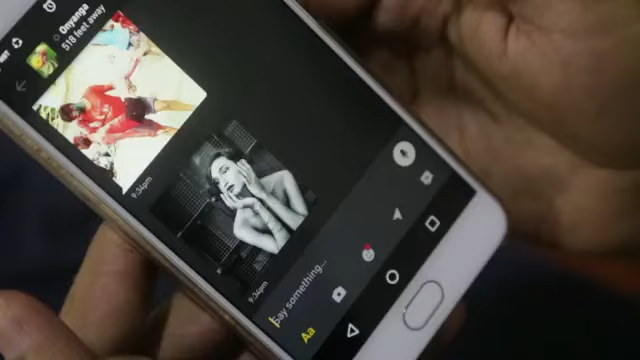 Onyanga
518 feet away
9:34pm
9:34pm
Say something...
Aa